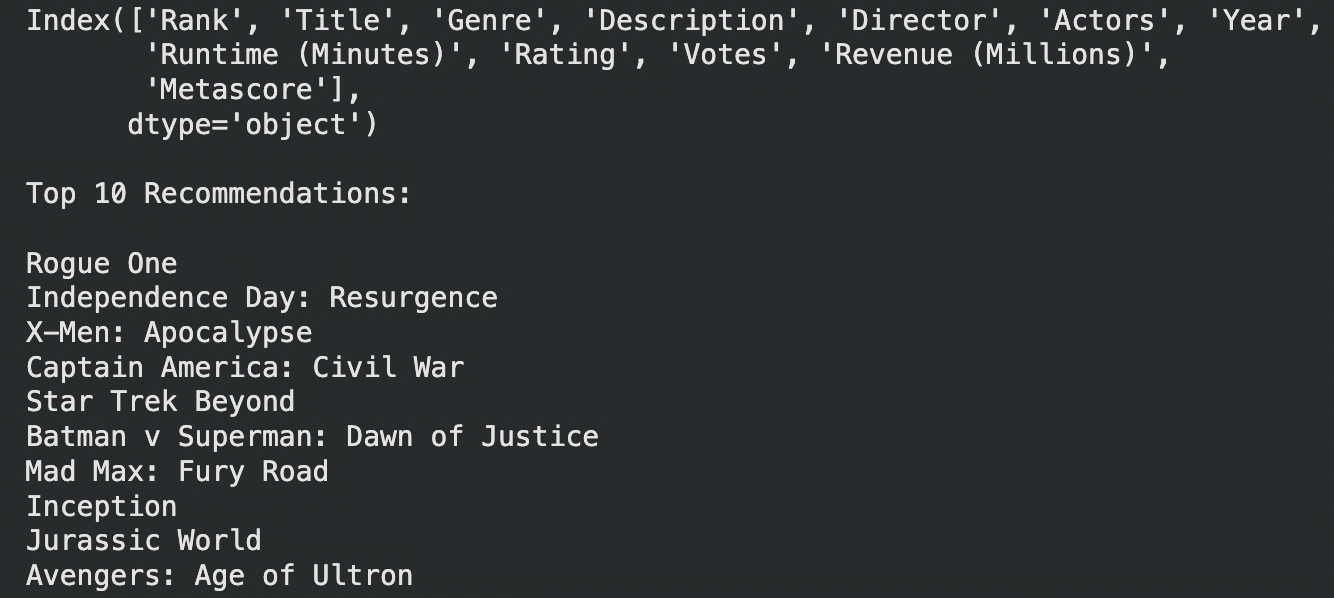 Index(['Rank', 'Title', 'Genre', 'Description', 'Director', 'Actors', 'Year',
'Runtime (Minutes)', 'Rating', 'Votes', 'Revenue (Millions)',
'Metascore'],
dtype='object')
Top 10 Recommendations:
Rogue One
Independence Day: Resurgence
X-Men: Apocalypse
Captain America: Civil War
Star Trek Beyond
Batman v Superman: Dawn of Justice
Mad Max: Fury Road
Inception
Jurassic World
Avengers: Age of Ultron